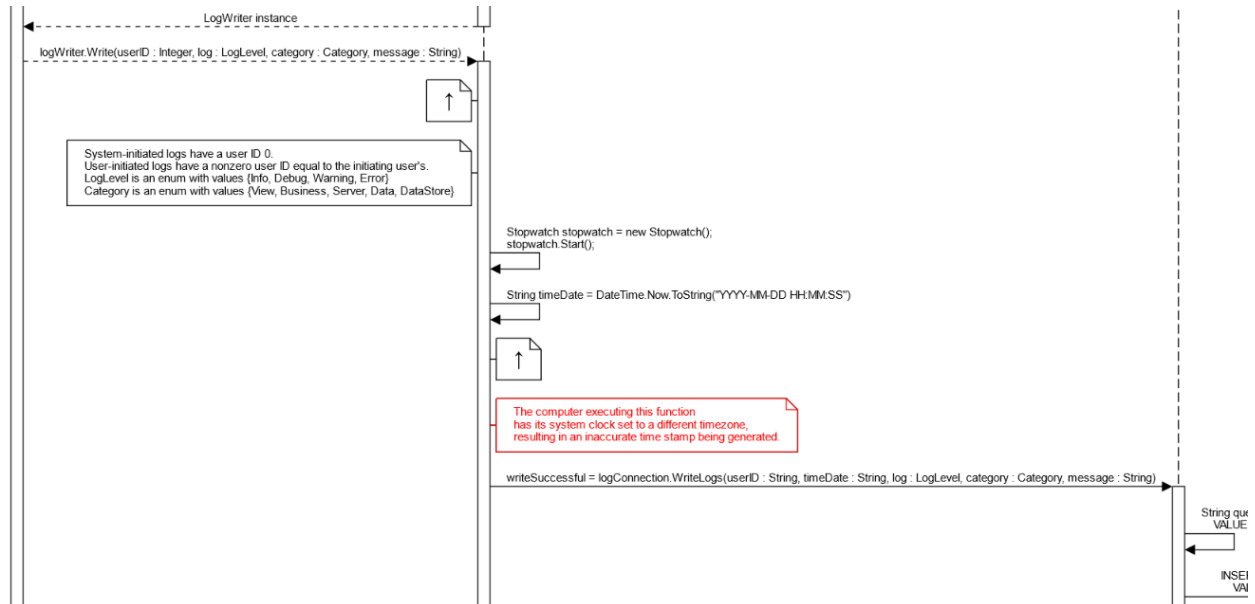 LogWriter instance
logWriter.Write(userID : Integer, log : LogLevel, category : Category, message : String)
↑
System-initiated logs have a user ID 0.
User-initiated logs have a nonzero user ID equal to the initiating user's.
LogLevel is an enum with values {Info, Debug, Warning, Error}
Category is an enum with values {View, Business, Server, Data, DataStore}
Stopwatch stopwatch = new Stopwatch();
stopwatch.Start();
String timeDate = DateTime.Now.ToString("YYYY-MM-DD HH:MM:SS")
↑
The computer executing this function
has its system clock set to a different timezone,
resulting in an inaccurate time stamp being generated.
writeSuccessful = logConnection.WriteLogs(userID : String, timeDate : String, log : LogLevel, category : Category, message : String)
String que
VALUE
INSER
VAL